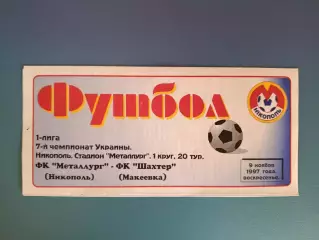 Футбол
М
НИКОПОЛЬ
1-лига
7-й чемпионат Украины.
Никополь. Стадион "Металлург". 1 круг, 20 тур.
ФК "Металлург" - ФК "Шахтер"
(Никополь) (Макеевка)
9 ноября
1997 года,
воскресенье.